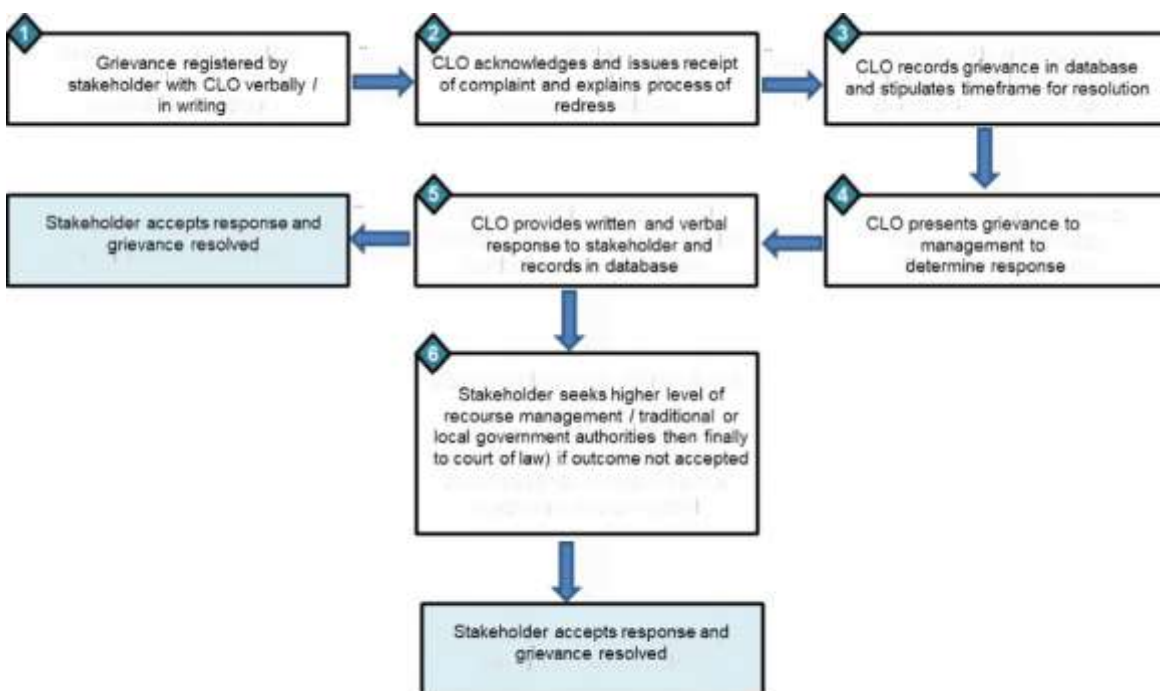 1
Grievance registered by
stakeholder with CLO verbally /
in writing
2
CLO acknowledges and issues receipt
of complaint and explains process of
redress
3
CLO records grievance in database
and stipulates timeframe for resolution
4
CLO presents grievance to
management to
determine response
5
CLO provides written and verbal
response to stakeholder and
records in database
Stakeholder accepts response and
grievance resolved
6
Stakeholder seeks higher level of
recourse management / traditional or
local government authorities then finally
to court of law) if outcome not accepted
Stakeholder accepts response and
grievance resolved